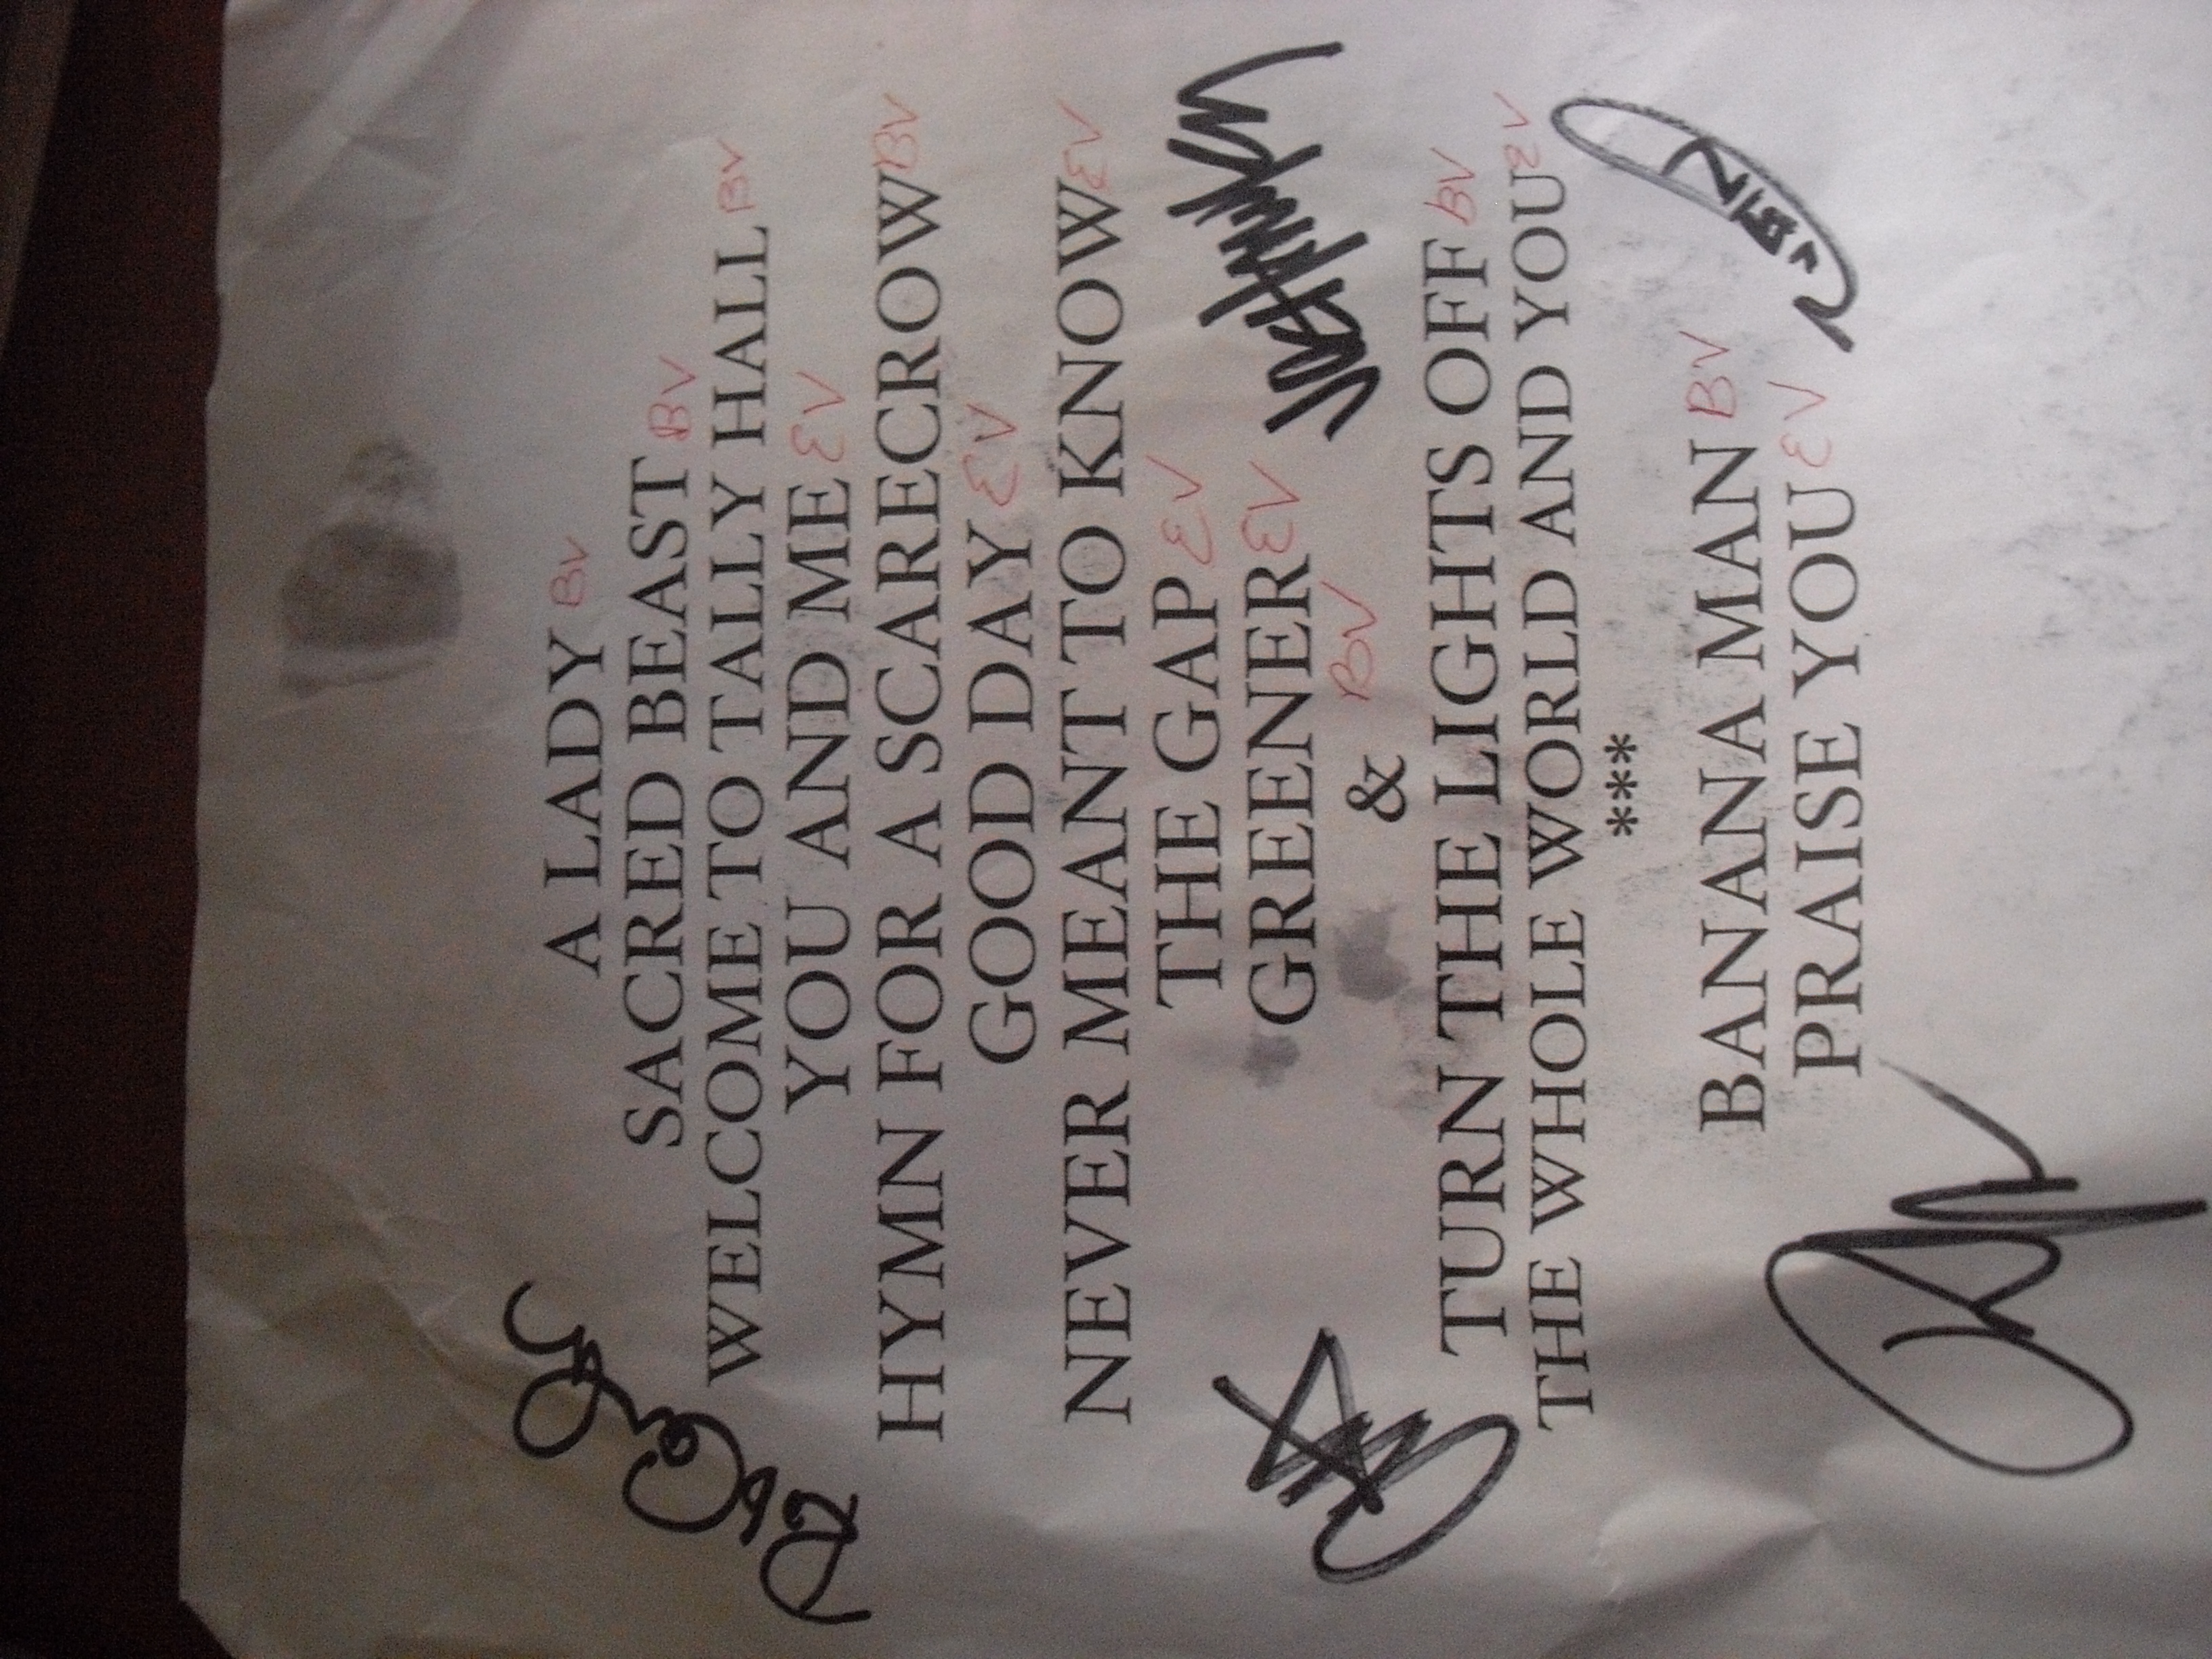 A LADY BV
SACRED BEAST BV
WELCOME TO TALLY HALL BV
YOU AND ME EV
HYMN FOR A SCARECROW BV
GOOD DAY EV
NEVER MEANT TO KNOW EV
THE GAP EV
GREENER EV
& BV
TURN THE LIGHTS OFF BV
THE WHOLE WORLD AND YOU EV
***
BANANA MAN BV
PRAISE YOU EV